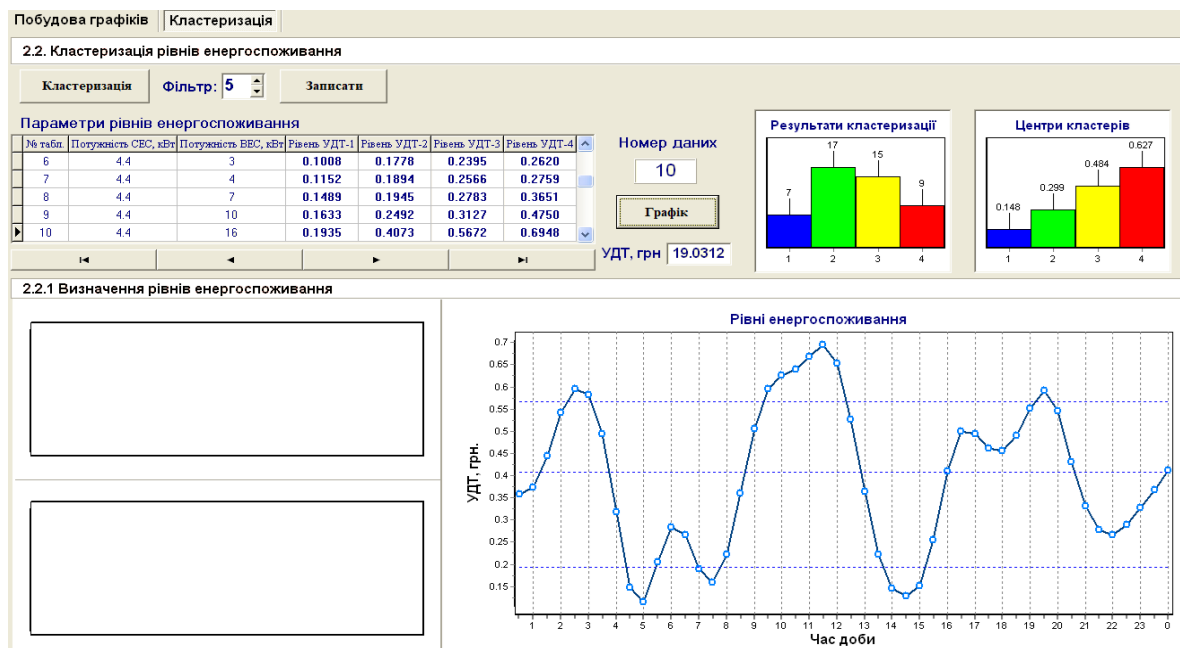 Побудова графіків Кластеризація
2.2. Кластеризація рівнів енергоспоживання
Кластеризація Фільтр: 5 Записати
Параметри рівнів енергоспоживання
№ табл. Потужність СЕС, кВт Потужність ВЕС, кВт Рівень УДТ-1 Рівень УДТ-2 Рівень УДТ-3 Рівень УДТ-4
6 4.4 3 0.1008 0.1778 0.2395 0.2620
7 4.4 4 0.1152 0.1894 0.2566 0.2759
8 4.4 7 0.1489 0.1945 0.2783 0.3651
9 4.4 10 0.1633 0.2492 0.3127 0.4750
10 4.4 16 0.1935 0.4073 0.5672 0.6948
Номер даних
10
Графік
УДТ, грн 19.0312
Результати кластеризації
7 17 15 9
1 2 3 4
Центри кластерів
0.148 0.299 0.484 0.627
1 2 3 4
2.2.1 Визначення рівнів енергоспоживання
Рівні енергоспоживання
УДТ, грн.
0.7
0.65
0.6
0.55
0.5
0.45
0.4
0.35
0.3
0.25
0.2
0.15
1 2 3 4 5 6 7 8 9 10 11 12 13 14 15 16 17 18 19 20 21 22 23 0
Час доби